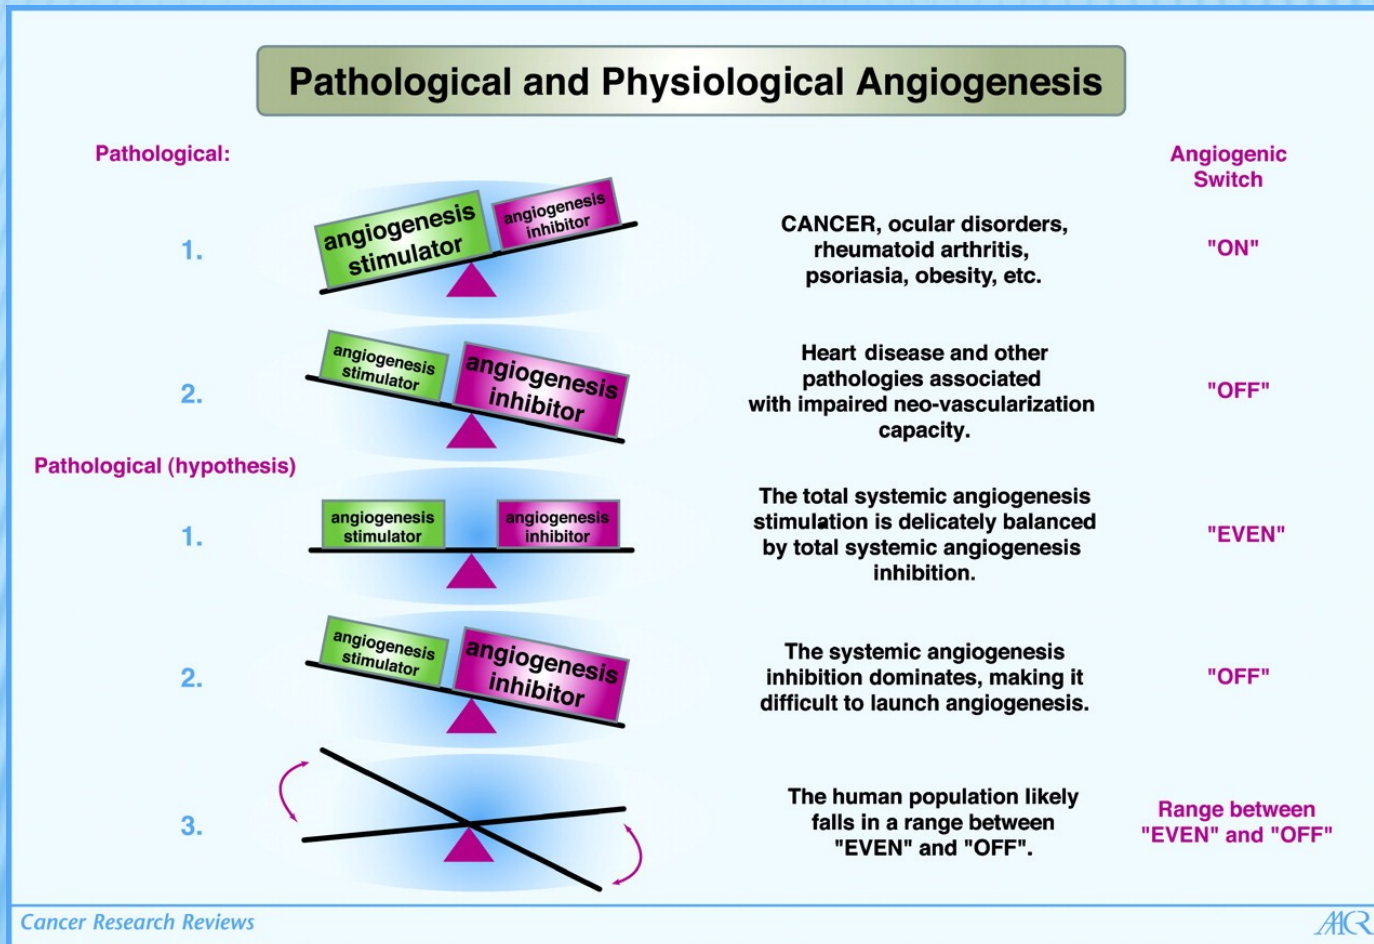 Pathological and Physiological Angiogenesis
Pathological:
Angiogenic
Switch
1.
angiogenesis
stimulator
angiogenesis
inhibitor
CANCER, ocular disorders,
rheumatoid arthritis,
psoriasia, obesity, etc.
"ON"
2.
angiogenesis
stimulator
angiogenesis
inhibitor
Heart disease and other
pathologies associated
with impaired neo-vascularization
capacity.
"OFF"
Pathological (hypothesis)
1.
angiogenesis
stimulator
angiogenesis
inhibitor
The total systemic angiogenesis
stimulation is delicately balanced
by total systemic angiogenesis
inhibition.
"EVEN"
2.
angiogenesis
stimulator
angiogenesis
inhibitor
The systemic angiogenesis
inhibition dominates, making it
difficult to launch angiogenesis.
"OFF"
3.
The human population likely
falls in a range between
"EVEN" and "OFF".
Range between
"EVEN" and "OFF"
Cancer Research Reviews
AACR